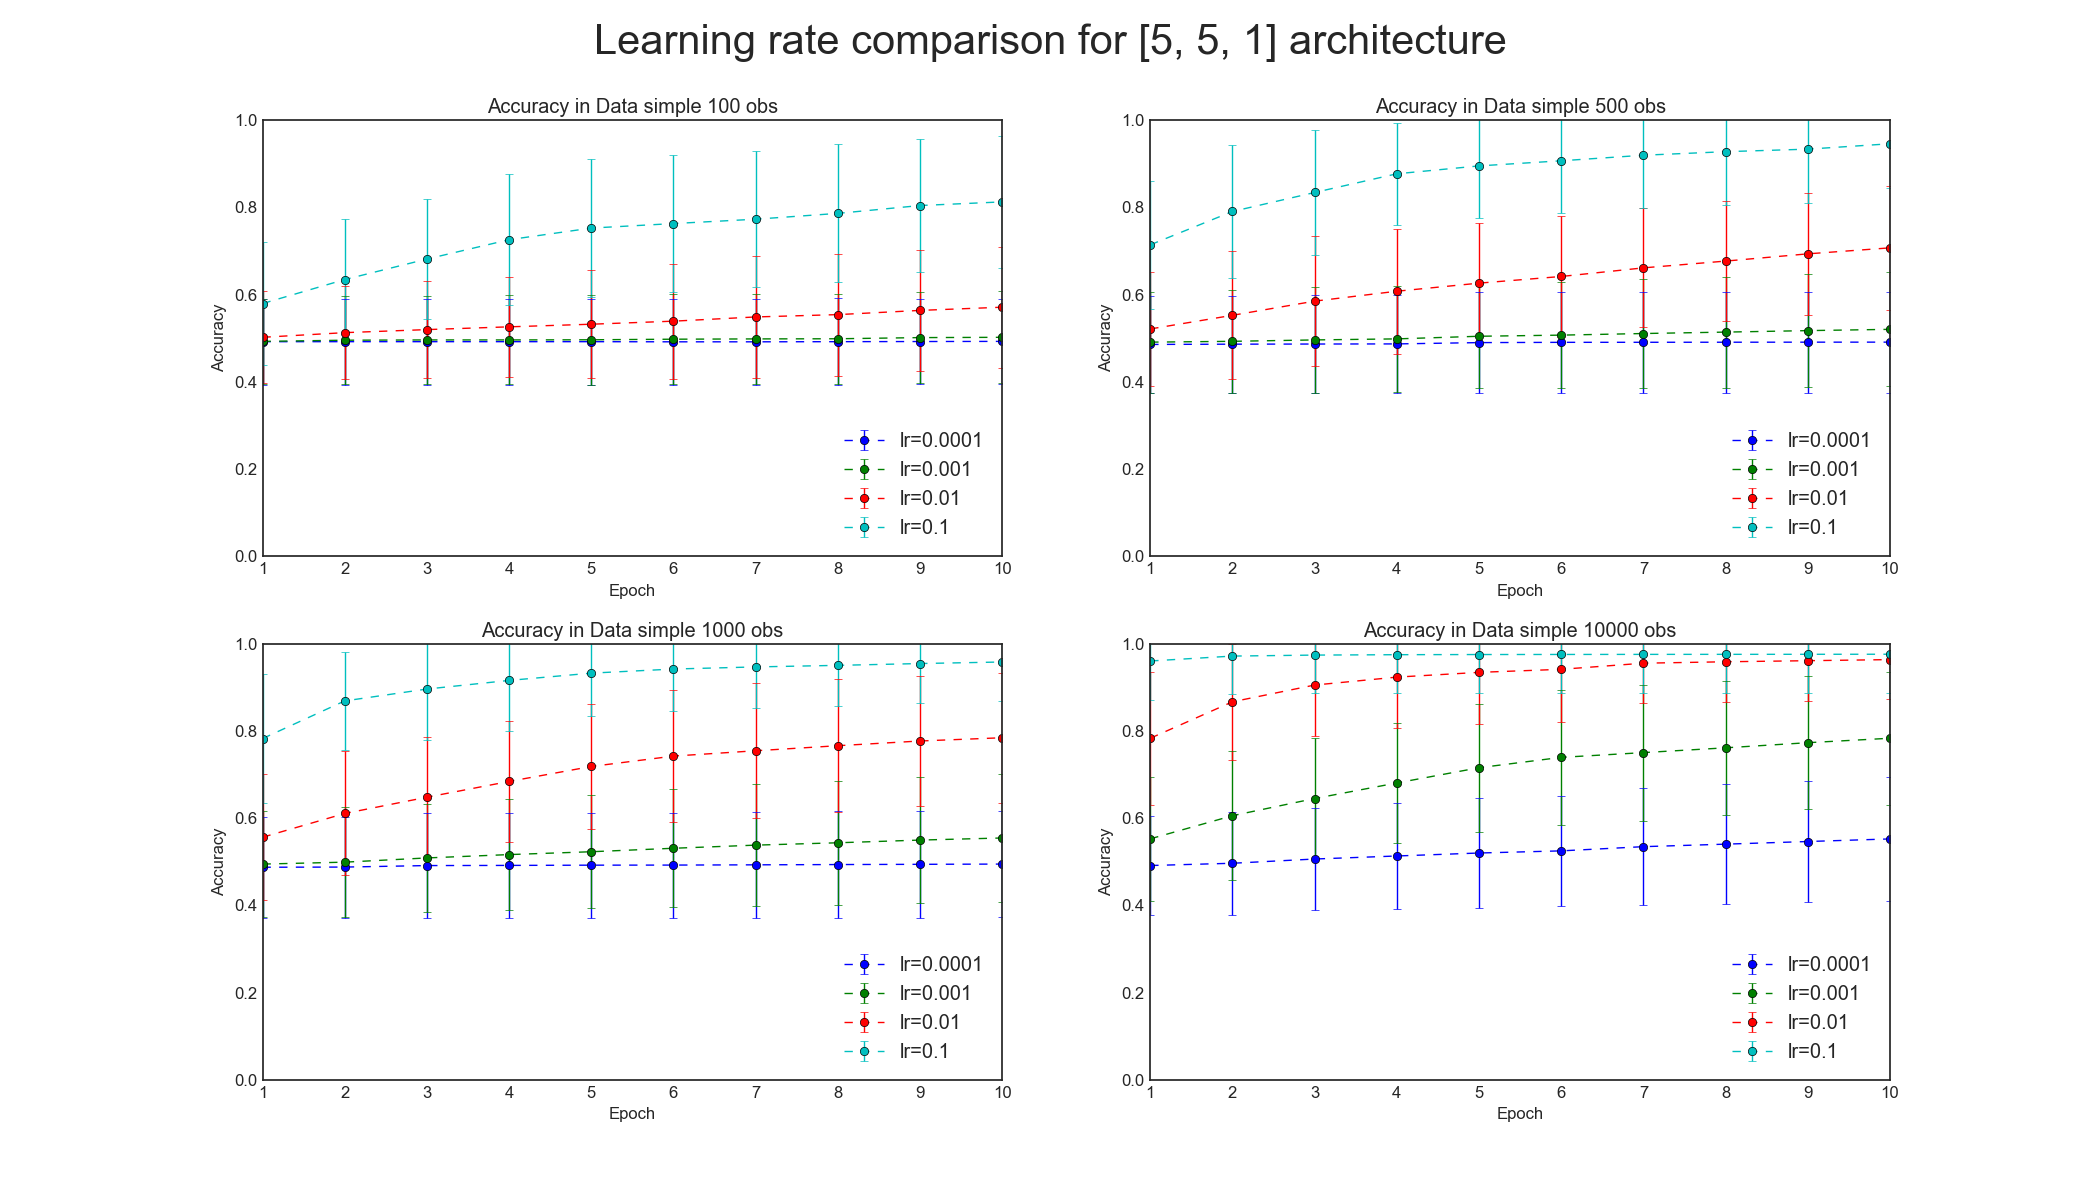 Learning rate comparison for [5, 5, 1] architecture
Accuracy in Data simple 100 obs
Accuracy
1.0
0.8
0.6
0.4
0.2
0.0
lr=0.0001
lr=0.001
lr=0.01
lr=0.1
1 2 3 4 5 6 7 8 9 10
Epoch
Accuracy in Data simple 500 obs
Accuracy
1.0
0.8
0.6
0.4
0.2
0.0
lr=0.0001
lr=0.001
lr=0.01
lr=0.1
1 2 3 4 5 6 7 8 9 10
Epoch
Accuracy in Data simple 1000 obs
Accuracy
1.0
0.8
0.6
0.4
0.2
0.0
lr=0.0001
lr=0.001
lr=0.01
lr=0.1
1 2 3 4 5 6 7 8 9 10
Epoch
Accuracy in Data simple 10000 obs
Accuracy
1.0
0.8
0.6
0.4
0.2
0.0
lr=0.0001
lr=0.001
lr=0.01
lr=0.1
1 2 3 4 5 6 7 8 9 10
Epoch